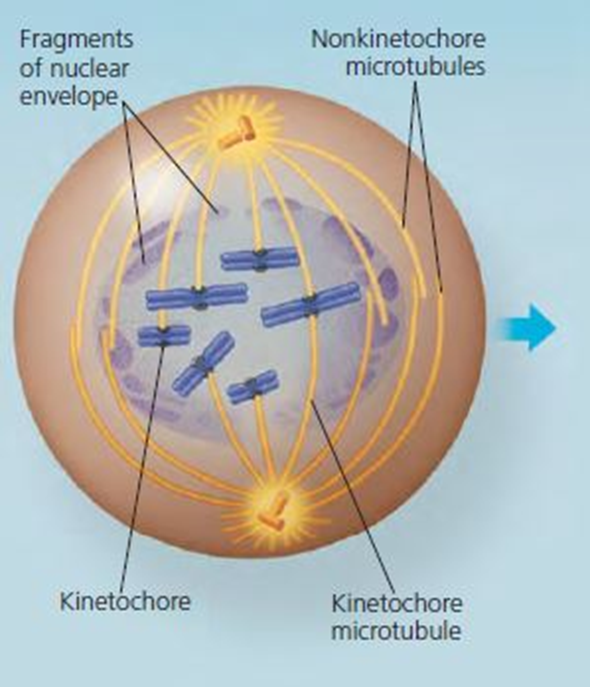 Fragments
of nuclear
envelope
Nonkinetochore
microtubules
Kinetochore
Kinetochore
microtubule